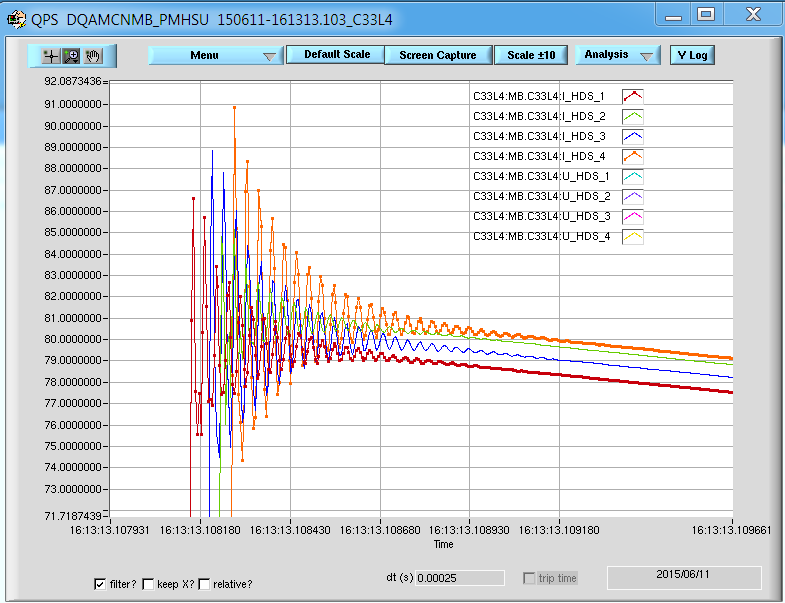 QPS DQAMCNMB_PMHSU 150611-161313.103_C33L4
Menu Default Scale Screen Capture Scale ±10 Analysis Y Log
92.0873436
91.0000000
90.0000000
89.0000000
88.0000000
87.0000000
86.0000000
85.0000000
84.0000000
83.0000000
82.0000000
81.0000000
80.0000000
79.0000000
78.0000000
77.0000000
76.0000000
75.0000000
74.0000000
73.0000000
71.7187439
C33L4:MB.C33L4:I_HDS_1
C33L4:MB.C33L4:I_HDS_2
C33L4:MB.C33L4:I_HDS_3
C33L4:MB.C33L4:I_HDS_4
C33L4:MB.C33L4:U_HDS_1
C33L4:MB.C33L4:U_HDS_2
C33L4:MB.C33L4:U_HDS_3
C33L4:MB.C33L4:U_HDS_4
16:13:13.107931 16:13:13.108180 16:13:13.108430 16:13:13.108680 16:13:13.108930 16:13:13.109180 16:13:13.109661
Time
filter? keep X? relative? dt (s) 0.00025 trip time 2015/06/11